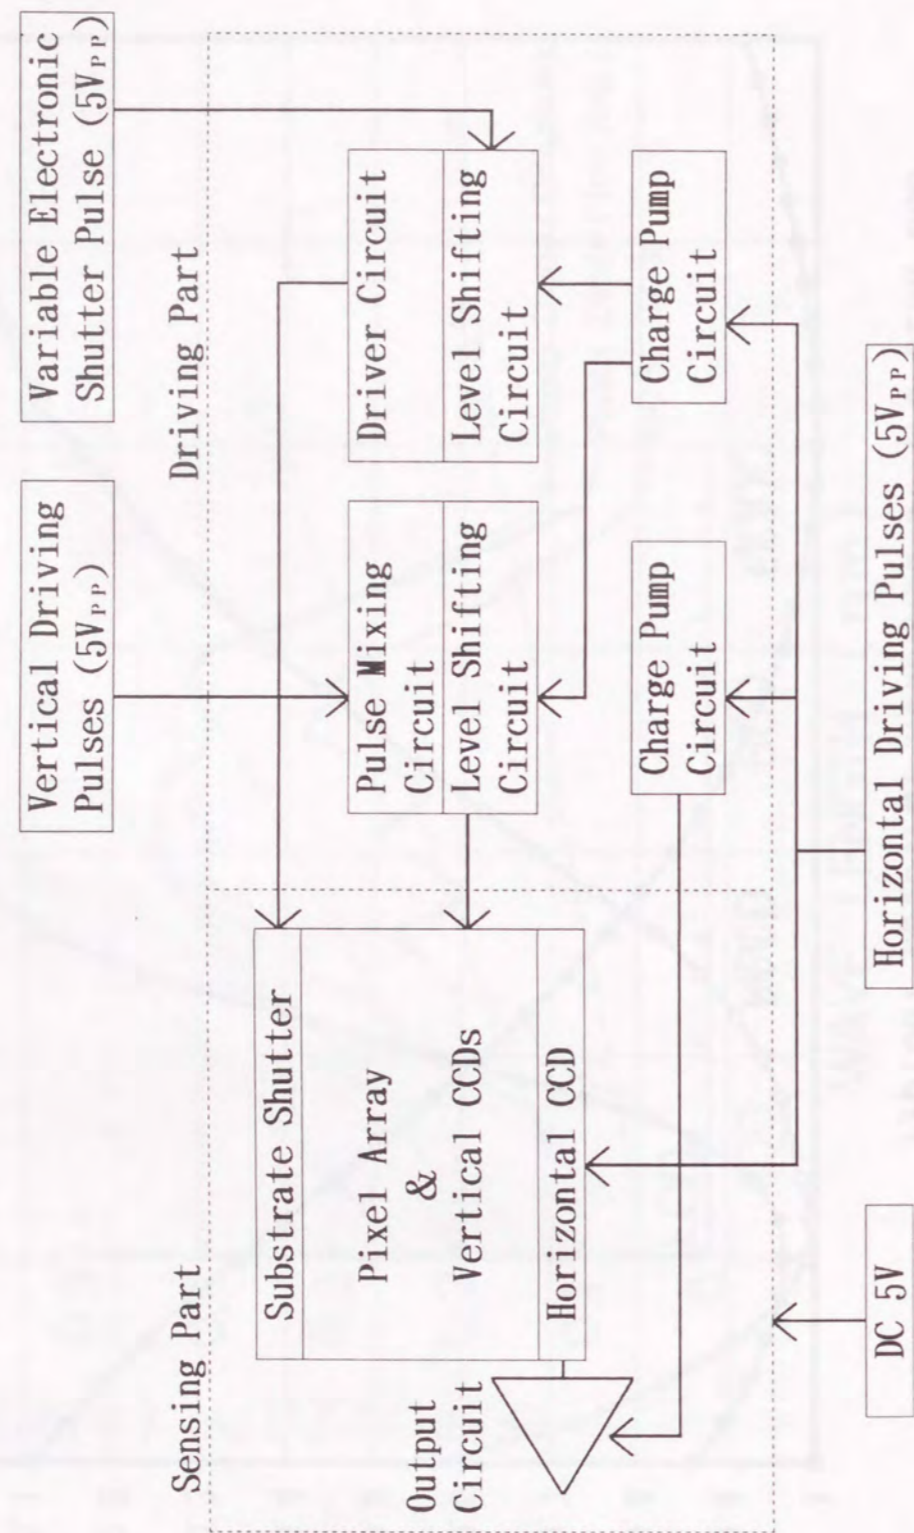 Variable Electronic
Shutter Pulse (5VPP)
Vertical Driving
Pulses (5VPP)
Driving Part
Sensing Part
Driver Circuit
Level Shifting
Circuit
Pulse Mixing
Circuit
Level Shifting
Circuit
Substrate Shutter
Pixel Array
&
Vertical CCDs
Horizontal CCD
Output
Circuit
Charge Pump
Circuit
Charge Pump
Circuit
DC 5V
Horizontal Driving Pulses (5VPP)